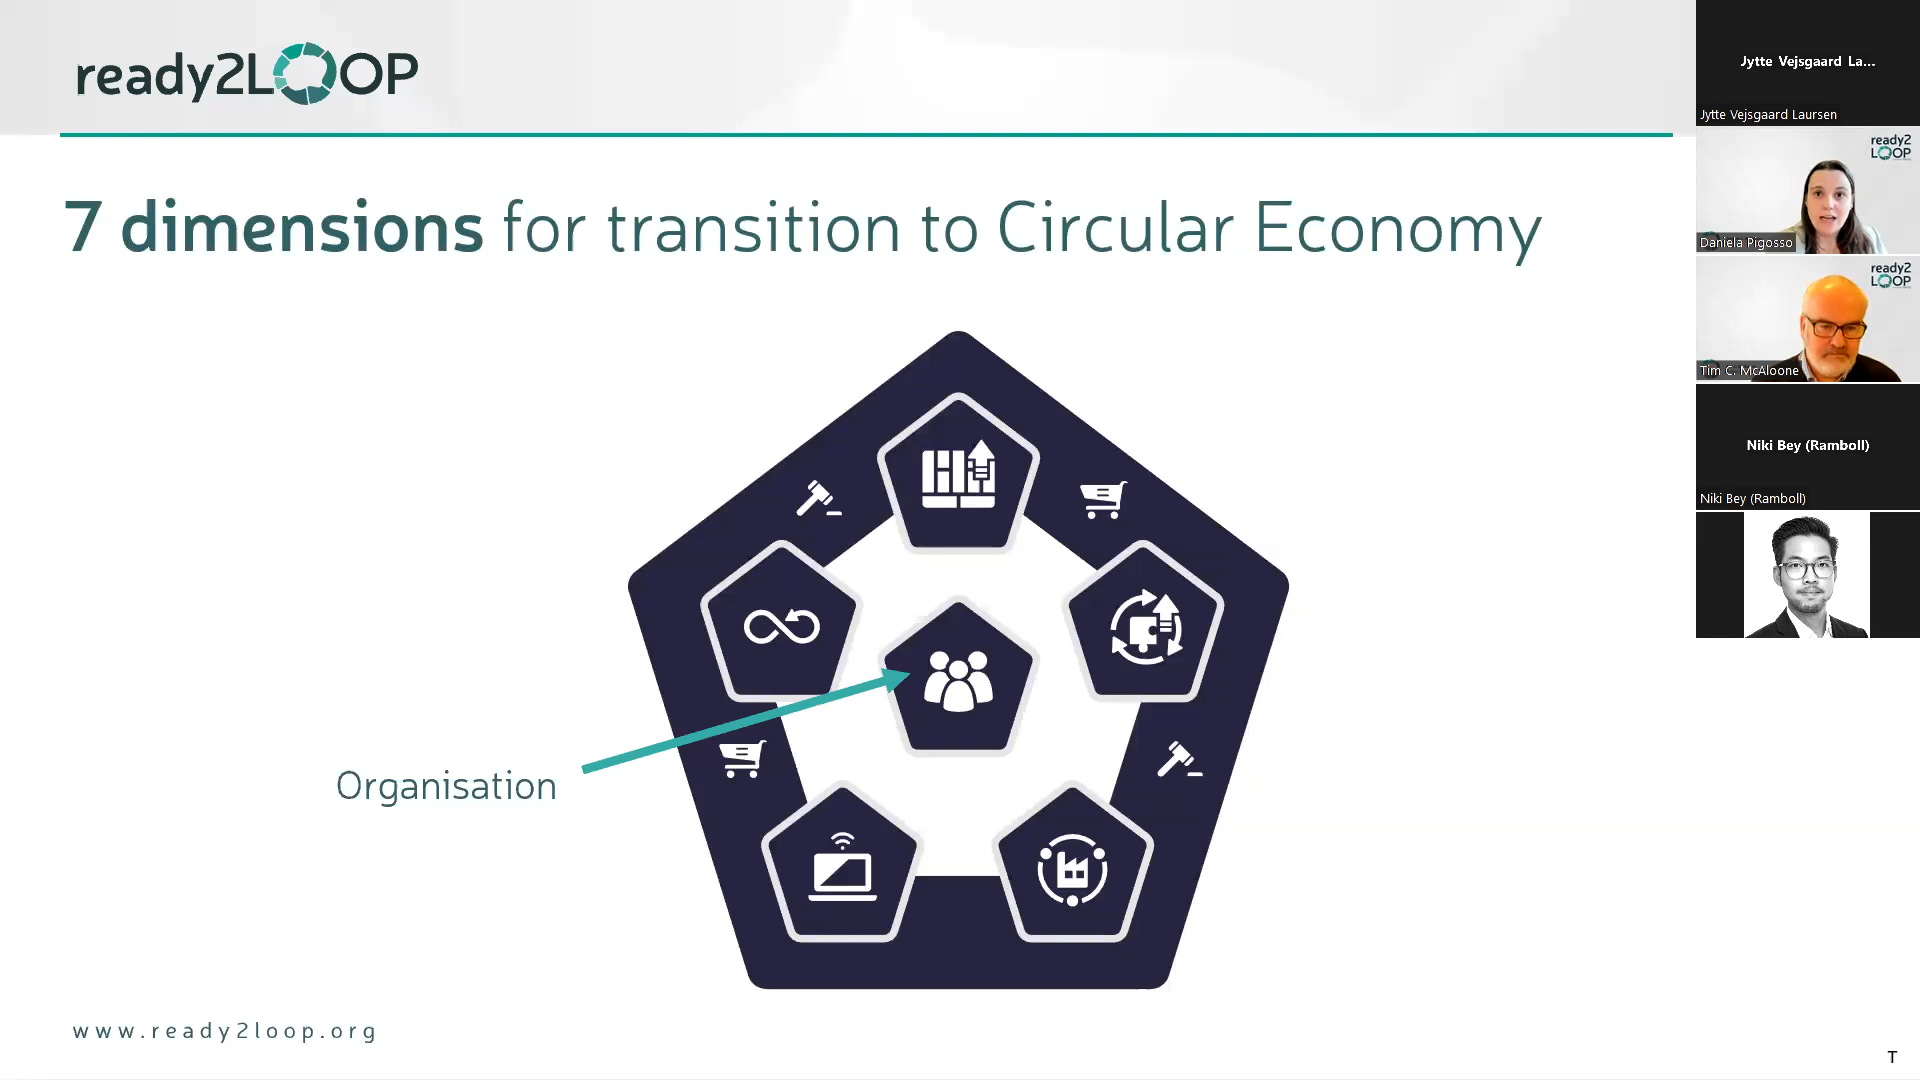 ready2LOOP
7 dimensions for transition to Circular Economy
Organisation
www.ready2loop.org
Jytte Vejsgaard La...
Jytte Vejsgaard Laursen
ready2
LOOP
Daniela Pigosso
ready2
LOOP
Tim C. McAloone
Niki Bey (Ramboll)
Niki Bey (Ramboll)
T